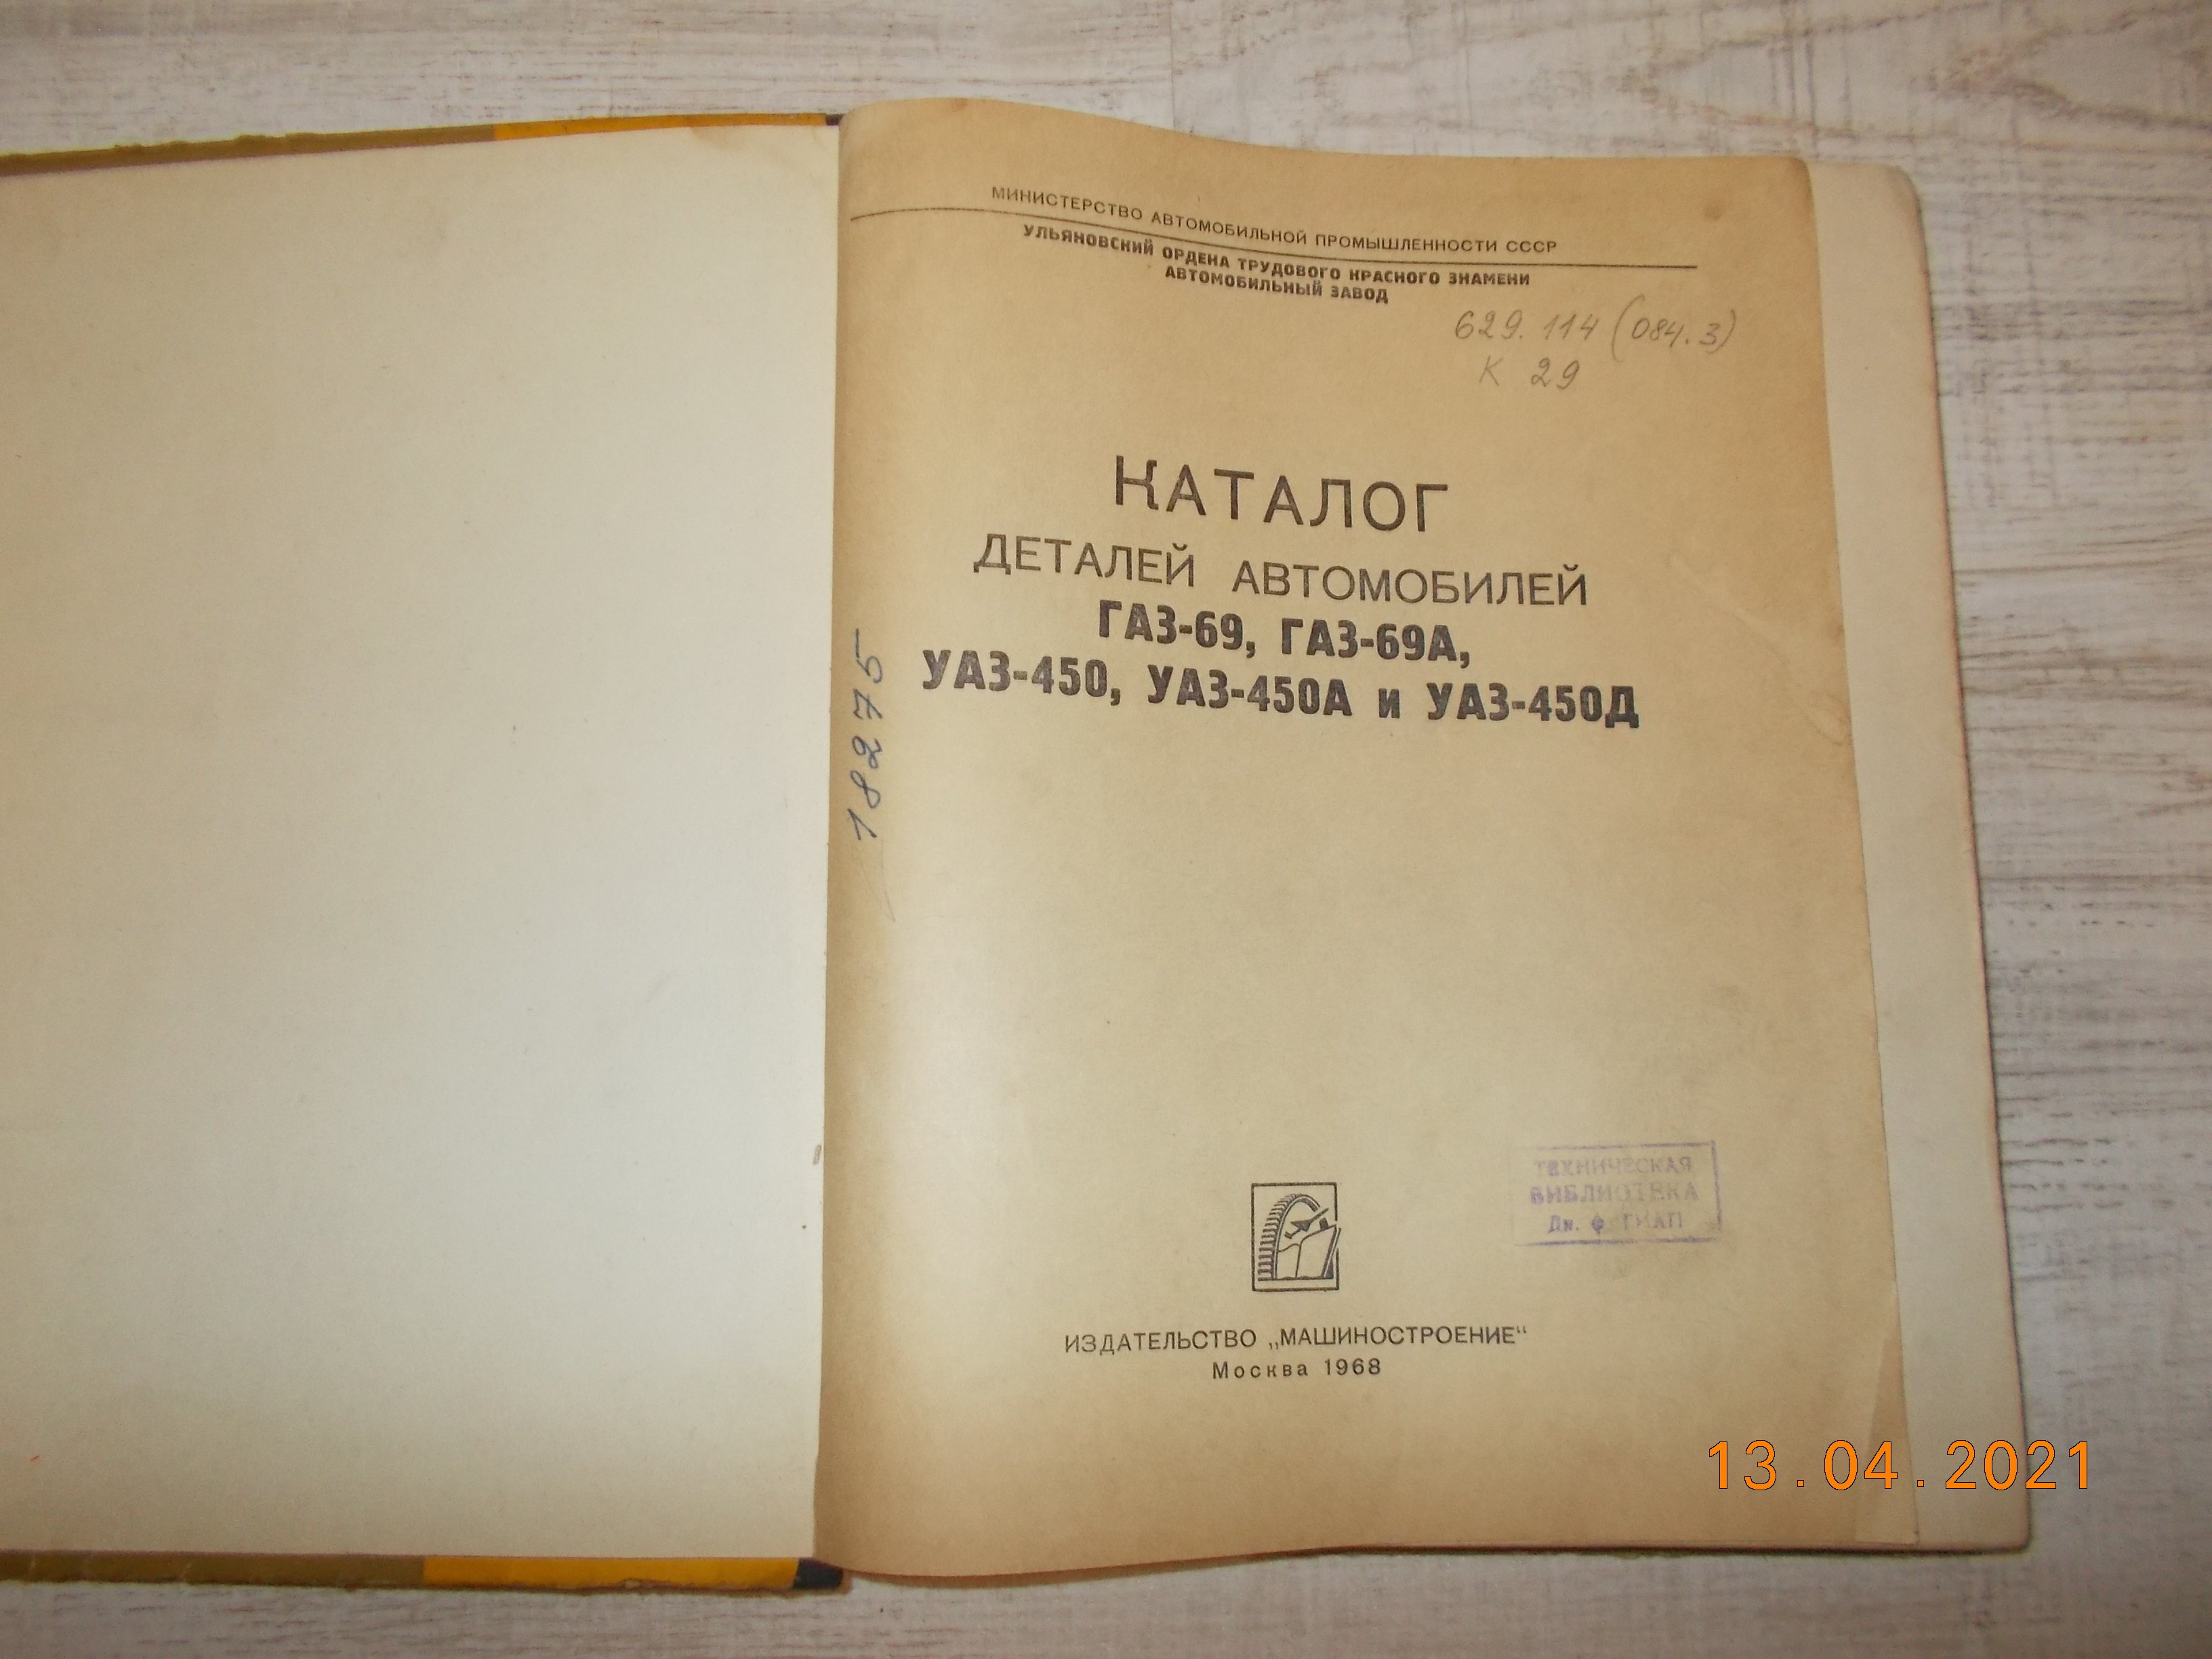 МИНИСТЕРСТВО АВТОМОБИЛЬНОЙ ПРОМЫШЛЕННОСТИ СССР
УЛЬЯНОВСКИЙ ОРДЕНА ТРУДОВОГО КРАСНОГО ЗНАМЕНИ
АВТОМОБИЛЬНЫЙ ЗАВОД
629.114 (084.3)
К 29
КАТАЛОГ
ДЕТАЛЕЙ АВТОМОБИЛЕЙ
ГАЗ-69, ГАЗ-69А,
УАЗ-450, УАЗ-450А и УАЗ-450Д
182775
ТЕХНИЧЕСКАЯ
БИБЛИОТЕКА
ИЗДАТЕЛЬСТВО „МАШИНОСТРОЕНИЕ“
Москва 1968
13.04.2021